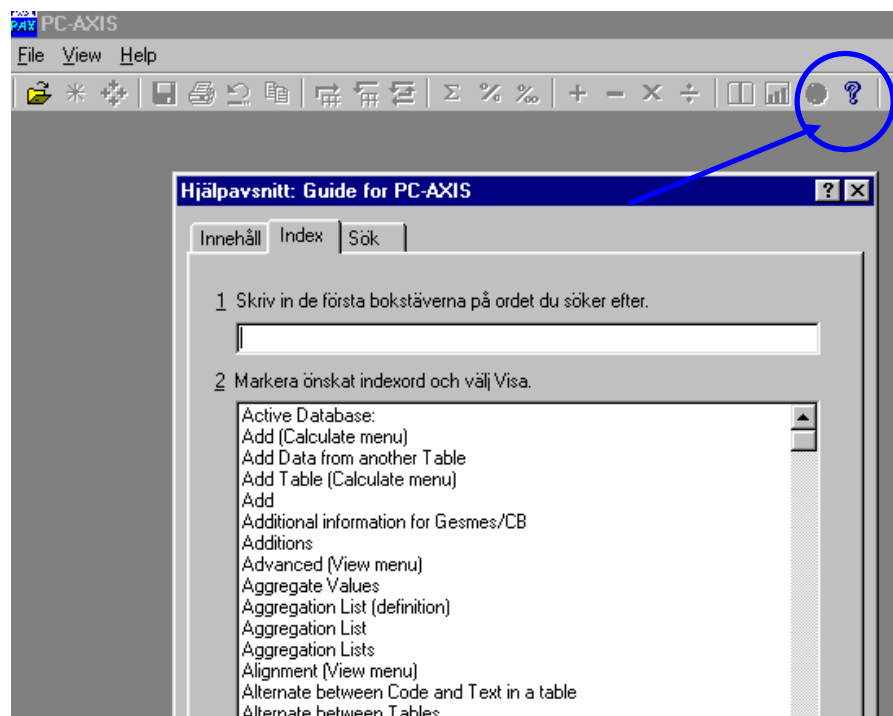 PC-AXIS
File View Help
Σ % ‰ + − × ÷ ?
Hjälpavsnitt: Guide for PC-AXIS ? ×
Innehåll Index Sök
1 Skriv in de första bokstäverna på ordet du söker efter.
2 Markera önskat indexord och välj Visa.
Active Database:
Add (Calculate menu)
Add Data from another Table
Add Table (Calculate menu)
Add
Additional information for Gesmes/CB
Additions
Advanced (View menu)
Aggregate Values
Aggregation List (definition)
Aggregation List
Aggregation Lists
Alignment (View menu)
Alternate between Code and Text in a table
Alternate between Tables